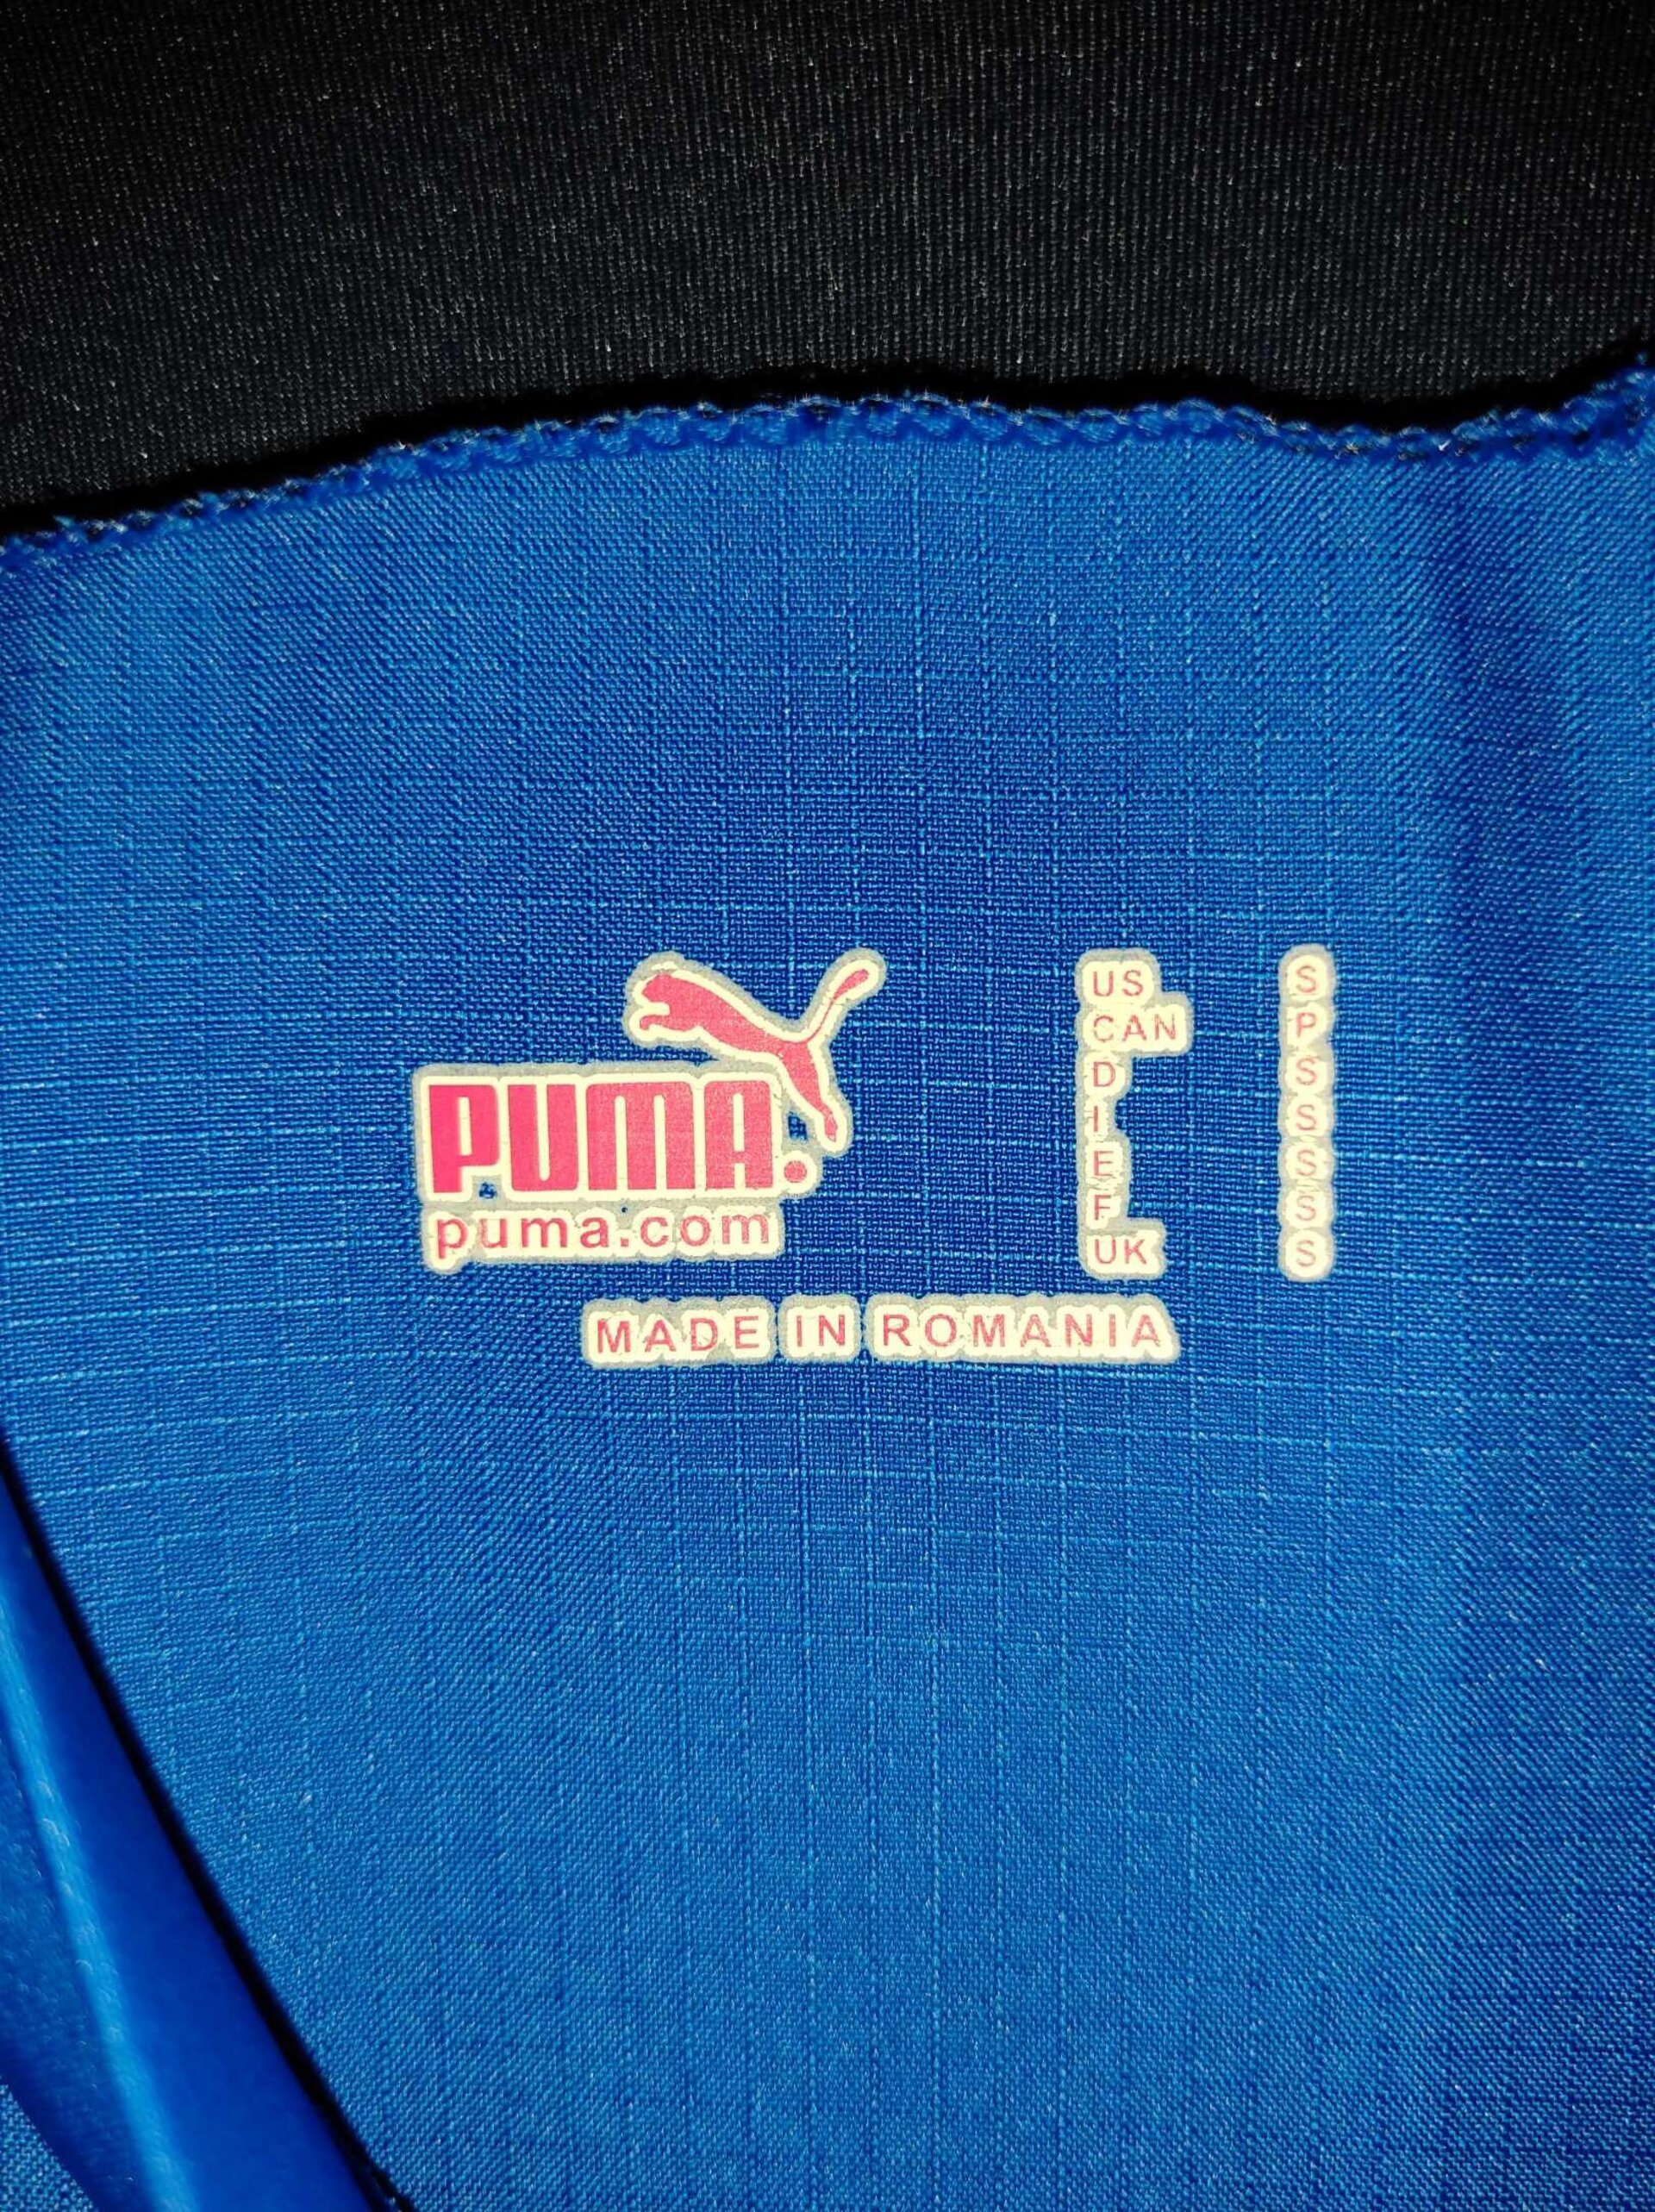 PUMA.
puma.com
US S
CAN P
D S
I S
E S
F S
UK S
MADE IN ROMANIA